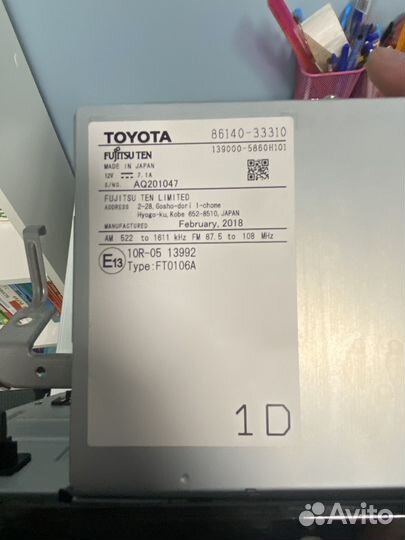 TOYOTA 86140-33310
FUJITSU TEN 139000-5860H101
MADE IN JAPAN
12V 7.1A
S/NO. AQ201047
FUJITSU TEN LIMITED
ADDRESS 2-28, Gosho-dori 1-chome
Hyogo-ku, Kobe 652-8510, JAPAN
MANUFACTURED February, 2018
AM 522 to 1611 kHz FM 87.5 to 108 MHz
E13 10R-05 13992
Type:FT0106A
1D
Avito